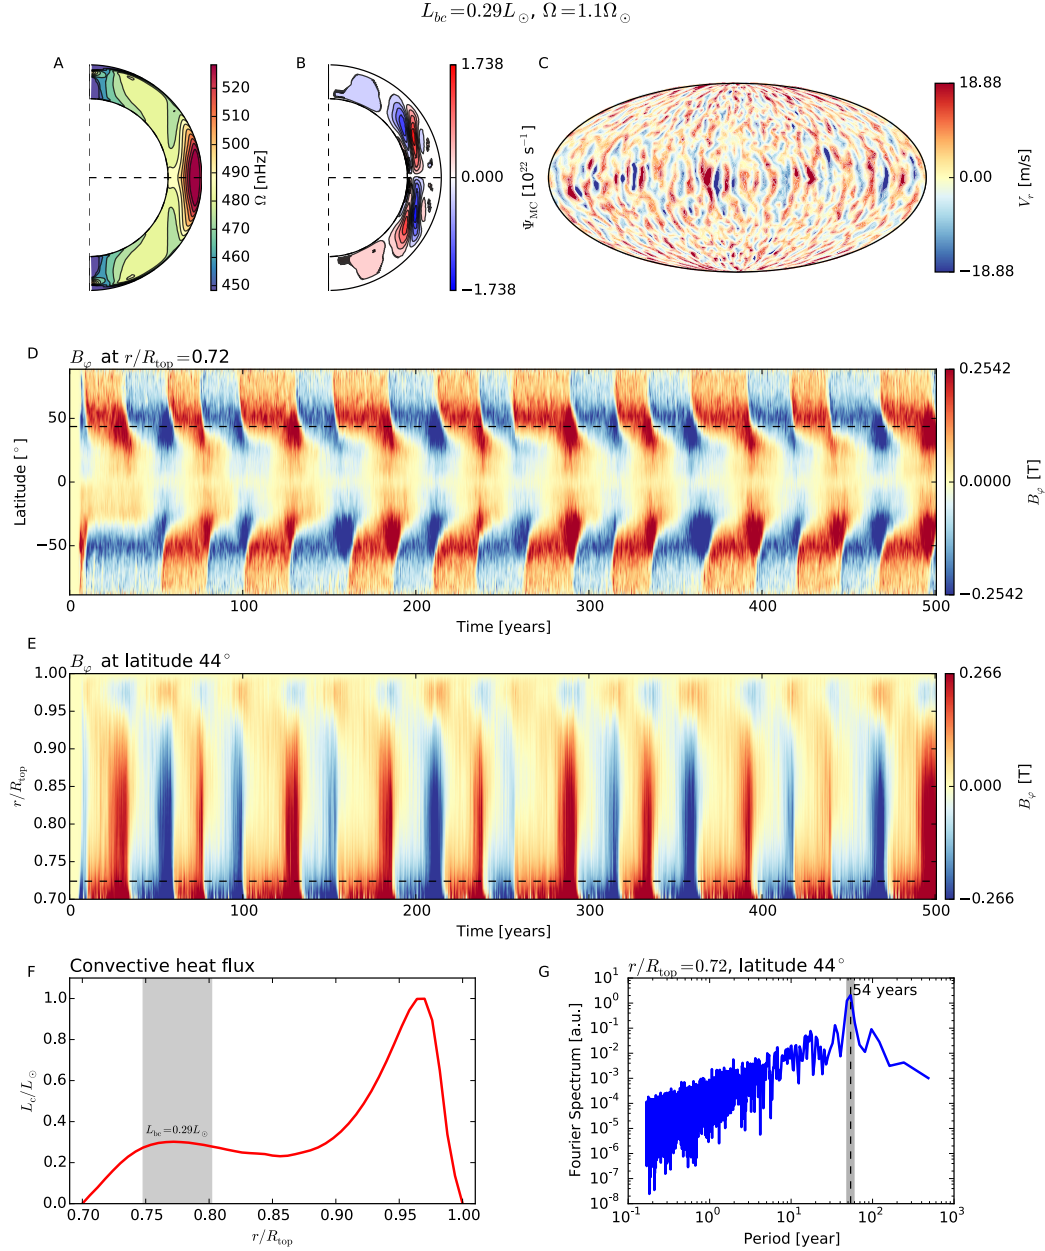 L_bc=0.29L_⊙, Ω=1.1Ω_⊙
A
520
510
500
490
480
470
460
450
Ω [nHz]
B
1.738
0.000
−1.738
Ψ_MC [10^22 s^−1]
C
18.88
0.00
−18.88
V_r [m/s]
D
B_φ at r/R_top=0.72
50
0
−50
Latitude [°]
0
100
200
300
400
500
Time [years]
0.2542
0.0000
−0.2542
B_φ [T]
E
B_φ at latitude 44°
1.00
0.95
0.90
0.85
0.80
0.75
0.70
r/R_top
0
100
200
300
400
500
Time [years]
0.266
0.000
−0.266
B_φ [T]
F
Convective heat flux
1.0
0.8
0.6
0.4
0.2
0.0
L_c/L_⊙
L_bc=0.29L_⊙
0.70
0.75
0.80
0.85
0.90
0.95
1.00
r/R_top
G
r/R_top=0.72, latitude 44°
54 years
10^1
10^0
10^−1
10^−2
10^−3
10^−4
10^−5
10^−6
10^−7
10^−8
Fourier Spectrum [a.u.]
10^−1
10^0
10^1
10^2
10^3
Period [year]